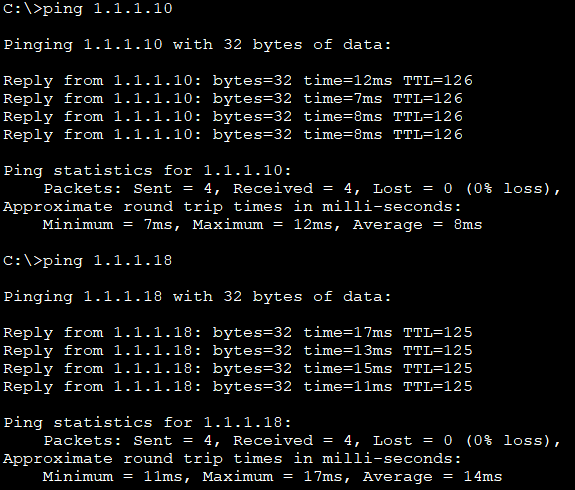 C:\>ping 1.1.1.10
Pinging 1.1.1.10 with 32 bytes of data:
Reply from 1.1.1.10: bytes=32 time=12ms TTL=126
Reply from 1.1.1.10: bytes=32 time=7ms TTL=126
Reply from 1.1.1.10: bytes=32 time=8ms TTL=126
Reply from 1.1.1.10: bytes=32 time=8ms TTL=126
Ping statistics for 1.1.1.10:
    Packets: Sent = 4, Received = 4, Lost = 0 (0% loss),
Approximate round trip times in milli-seconds:
    Minimum = 7ms, Maximum = 12ms, Average = 8ms
C:\>ping 1.1.1.18
Pinging 1.1.1.18 with 32 bytes of data:
Reply from 1.1.1.18: bytes=32 time=17ms TTL=125
Reply from 1.1.1.18: bytes=32 time=13ms TTL=125
Reply from 1.1.1.18: bytes=32 time=15ms TTL=125
Reply from 1.1.1.18: bytes=32 time=11ms TTL=125
Ping statistics for 1.1.1.18:
    Packets: Sent = 4, Received = 4, Lost = 0 (0% loss),
Approximate round trip times in milli-seconds:
    Minimum = 11ms, Maximum = 17ms, Average = 14ms